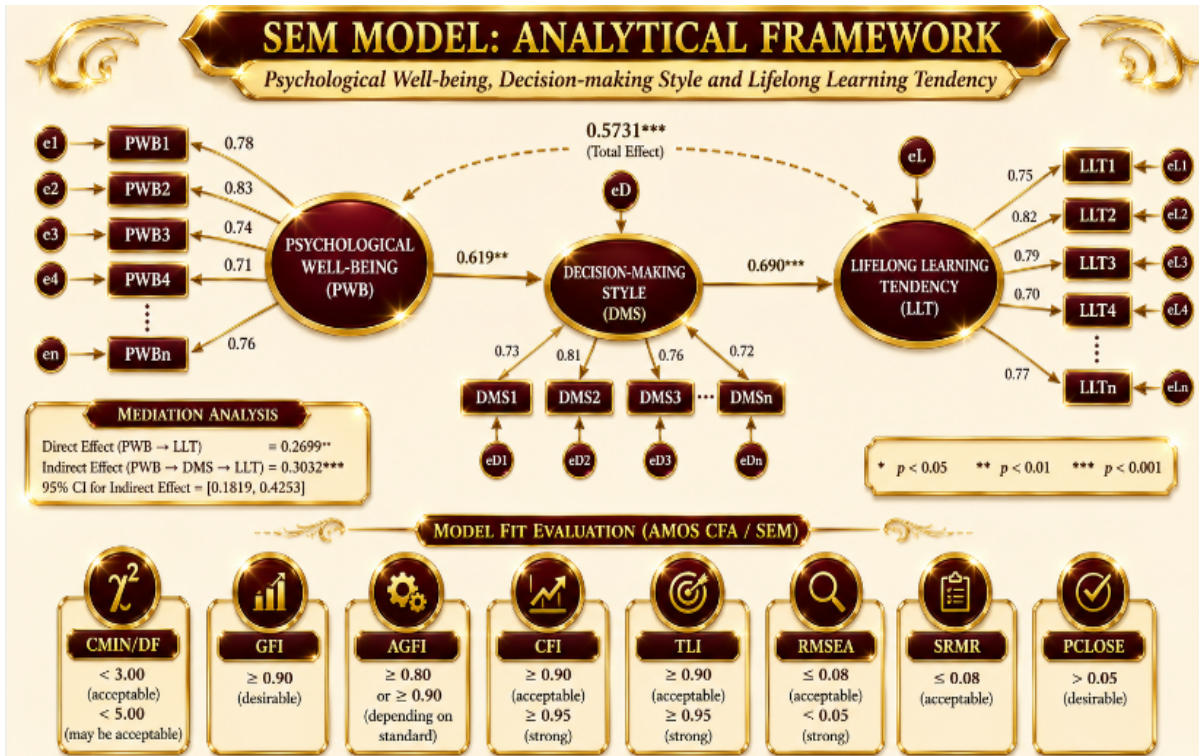 SEM MODEL: ANALYTICAL FRAMEWORK
Psychological Well-being, Decision-making Style and Lifelong Learning Tendency
0.5731***
(Total Effect)
e1
PWB1
0.78
e2
PWB2
0.83
e3
PWB3
0.74
e4
PWB4
0.71
en
PWBn
0.76
PSYCHOLOGICAL
WELL-BEING
(PWB)
0.619**
eD
DECISION-MAKING
STYLE
(DMS)
0.690***
eL
LIFELONG LEARNING
TENDENCY
(LLT)
0.75
LLT1
eL1
0.82
LLT2
eL2
0.79
LLT3
eL3
0.70
LLT4
eL4
0.77
LLTn
eLn
0.73
0.81
0.76
0.72
DMS1
DMS2
DMS3
...
DMSn
eD1
eD2
eD3
eDn
MEDIATION ANALYSIS
Direct Effect (PWB → LLT) = 0.2699**
Indirect Effect (PWB → DMS → LLT) = 0.3032***
95% CI for Indirect Effect = [0.1819, 0.4253]
* p < 0.05 ** p < 0.01 *** p < 0.001
MODEL FIT EVALUATION (AMOS CFA / SEM)
χ²
CMIN/DF
< 3.00
(acceptable)
< 5.00
(may be acceptable)
GFI
≥ 0.90
(desirable)
AGFI
≥ 0.80
or ≥ 0.90
(depending on
standard)
CFI
≥ 0.90
(acceptable)
≥ 0.95
(strong)
TLI
≥ 0.90
(acceptable)
≥ 0.95
(strong)
RMSEA
≤ 0.08
(acceptable)
< 0.05
(strong)
SRMR
≤ 0.08
(acceptable)
PCLOSE
> 0.05
(desirable)